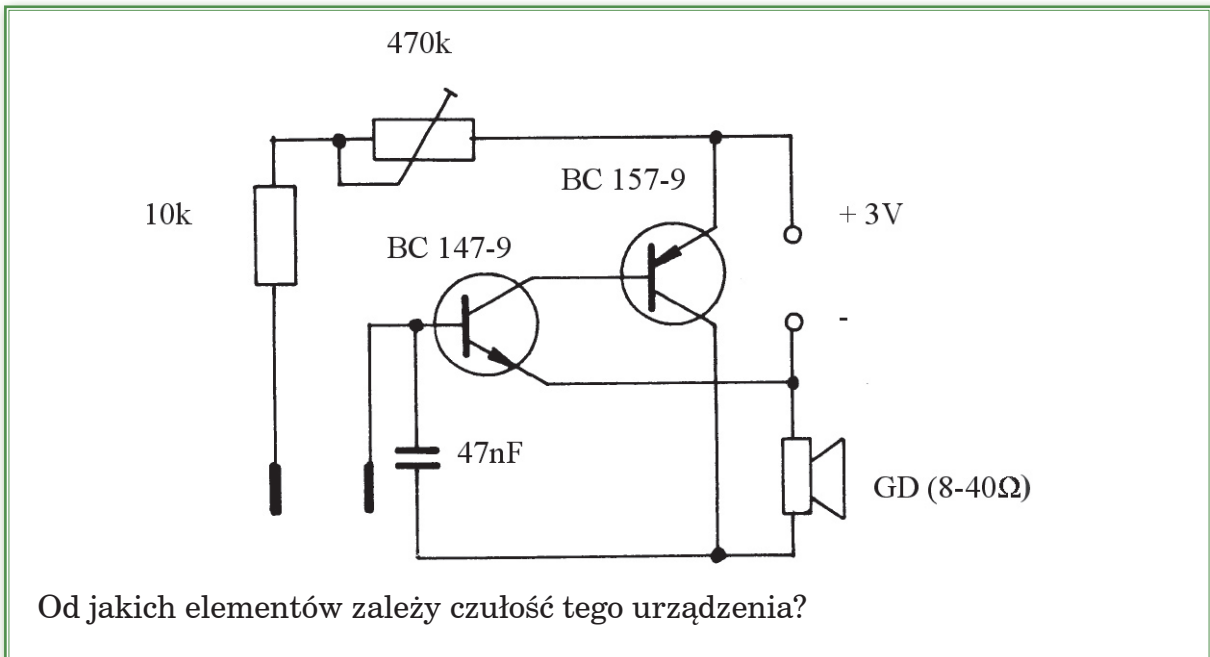 470k
BC 157-9
10k
+ 3V
BC 147-9
-
47nF
GD (8-40Ω)
Od jakich elementów zależy czułość tego urządzenia?